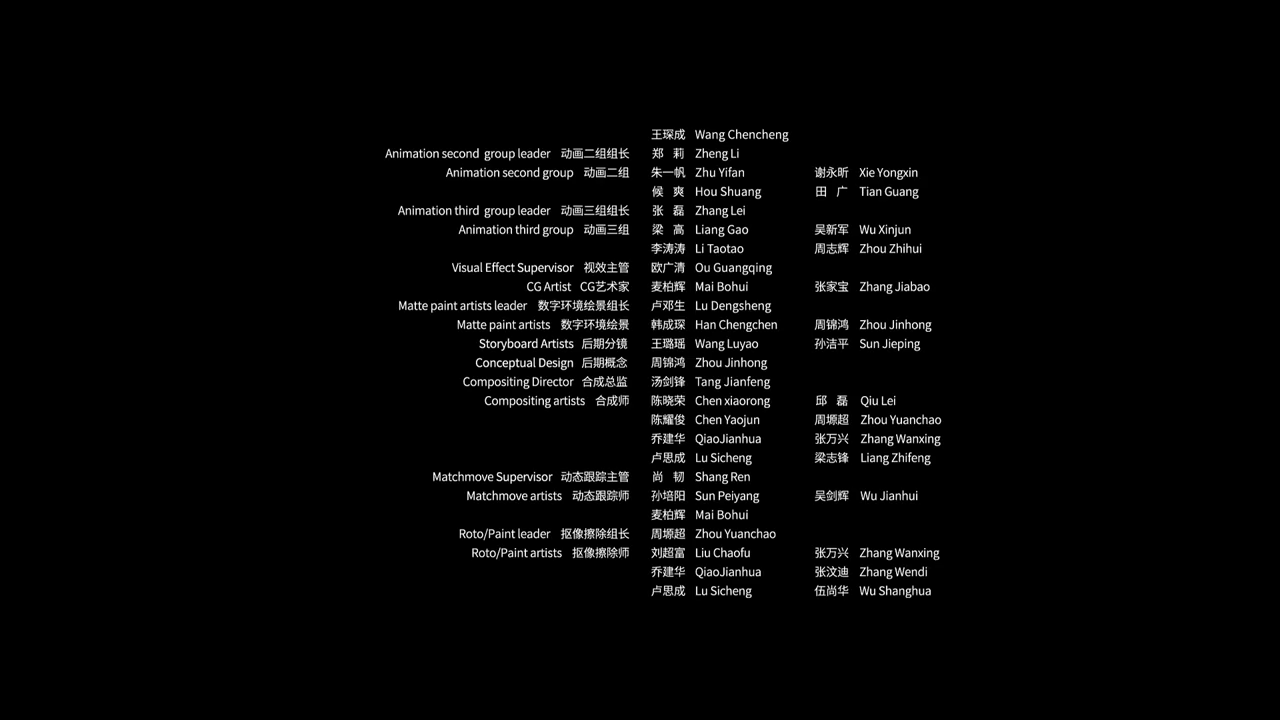 王琛成 Wang Chencheng
Animation second group leader 动画二组组长 郑 莉 Zheng Li
Animation second group 动画二组 朱一帆 Zhu Yifan 谢永昕 Xie Yongxin
候 爽 Hou Shuang 田 广 Tian Guang
Animation third group leader 动画三组组长 张 磊 Zhang Lei
Animation third group 动画三组 梁 高 Liang Gao 吴新军 Wu Xinjun
李涛涛 Li Taotao 周志辉 Zhou Zhihui
Visual Effect Supervisor 视效主管 欧广清 Ou Guangqing
CG Artist CG艺术家 麦柏辉 Mai Bohui 张家宝 Zhang Jiabao
Matte paint artists leader 数字环境绘景组长 卢邓生 Lu Dengsheng
Matte paint artists 数字环境绘景 韩成琛 Han Chengchen 周锦鸿 Zhou Jinhong
Storyboard Artists 后期分镜 王璐瑶 Wang Luyao 孙洁平 Sun Jieping
Conceptual Design 后期概念 周锦鸿 Zhou Jinhong
Compositing Director 合成总监 汤剑锋 Tang Jianfeng
Compositing artists 合成师 陈晓荣 Chen xiaorong 邱 磊 Qiu Lei
陈耀俊 Chen Yaojun 周塬超 Zhou Yuanchao
乔建华 QiaoJianhua 张万兴 Zhang Wanxing
卢思成 Lu Sicheng 梁志锋 Liang Zhifeng
Matchmove Supervisor 动态跟踪主管 尚 韧 Shang Ren
Matchmove artists 动态跟踪师 孙培阳 Sun Peiyang 吴剑辉 Wu Jianhui
麦柏辉 Mai Bohui
Roto/Paint leader 抠像擦除组长 周塬超 Zhou Yuanchao
Roto/Paint artists 抠像擦除师 刘超富 Liu Chaofu 张万兴 Zhang Wanxing
乔建华 QiaoJianhua 张汶迪 Zhang Wendi
卢思成 Lu Sicheng 伍尚华 Wu Shanghua